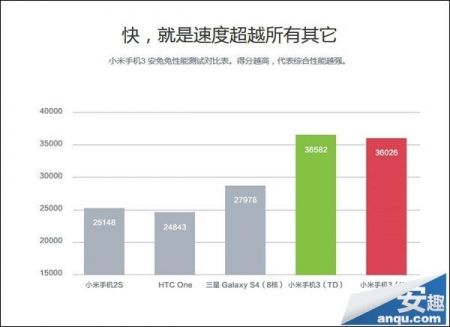 快，就是速度超越所有其它
小米手机3 安兔兔性能测试对比表。得分越高，代表综合性能越强。
40000
35000
30000
25000
20000
15000
25148
24843
27978
36582
36026
小米手机2S
HTC One
三星 Galaxy S4（8核）
小米手机3（TD）
小米手机3
安趣
anqu.com